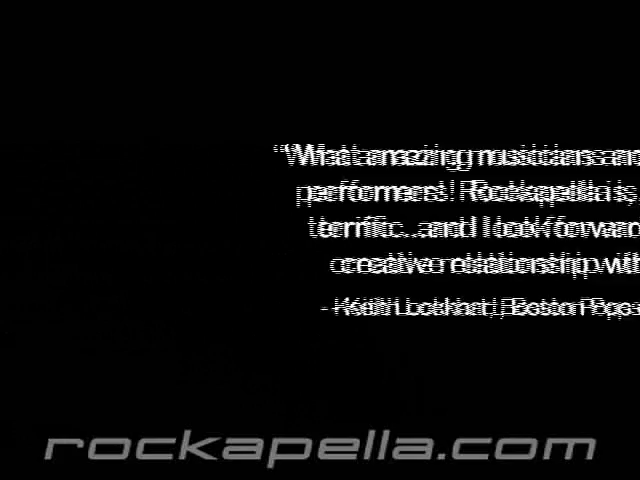 "What amazing musicians and
performers! Rockapella is,
terrific...and I look forward
creative relationship with
- Keith Lockhart, Boston Pops
rockapella.com